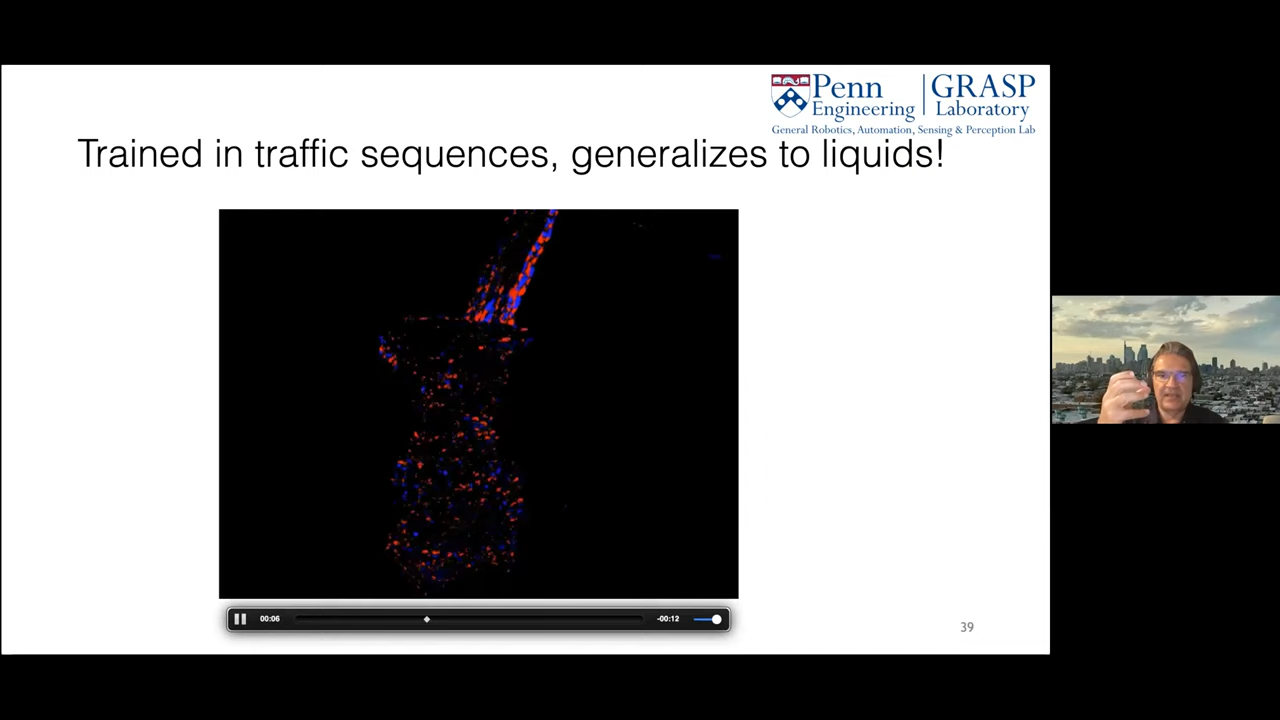 Penn
Engineering
GRASP
Laboratory
General Robotics, Automation, Sensing & Perception Lab
Trained in traffic sequences, generalizes to liquids!
00:06
-00:12
39